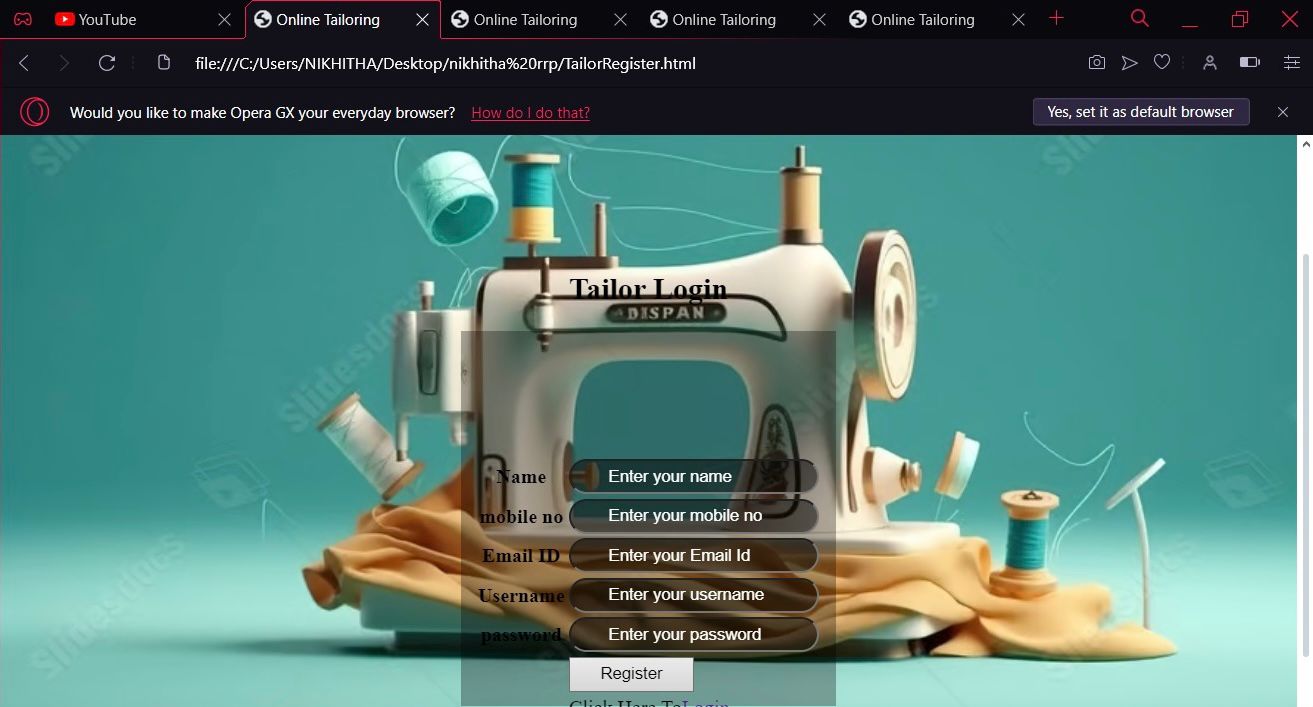 YouTube
Online Tailoring
Online Tailoring
Online Tailoring
Online Tailoring
file:///C:/Users/NIKHITHA/Desktop/nikhitha%20rrp/TailorRegister.html
Would you like to make Opera GX your everyday browser? How do I do that?
Yes, set it as default browser
Tailor Login
DISPAN
Name Enter your name
mobile no Enter your mobile no
Email ID Enter your Email Id
Username Enter your username
password Enter your password
Register
Click Here ToLogin
Slidesdocs
Slidesdocs